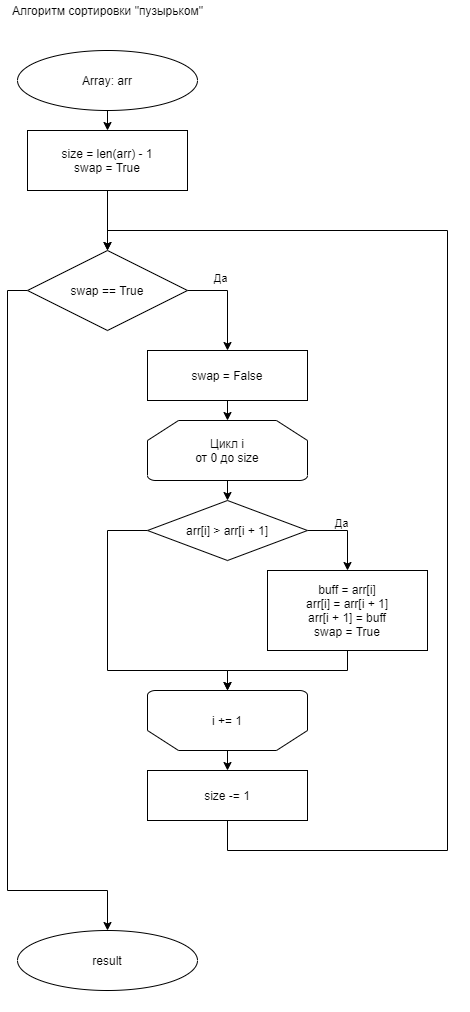 Алгоритм сортировки "пузырьком"
Array: arr
size = len(arr) - 1
swap = True
swap == True
Да
swap = False
Цикл i
от 0 до size
arr[i] > arr[i + 1]
Да
buff = arr[i]
arr[i] = arr[i + 1]
arr[i + 1] = buff
swap = True
i += 1
size -= 1
result